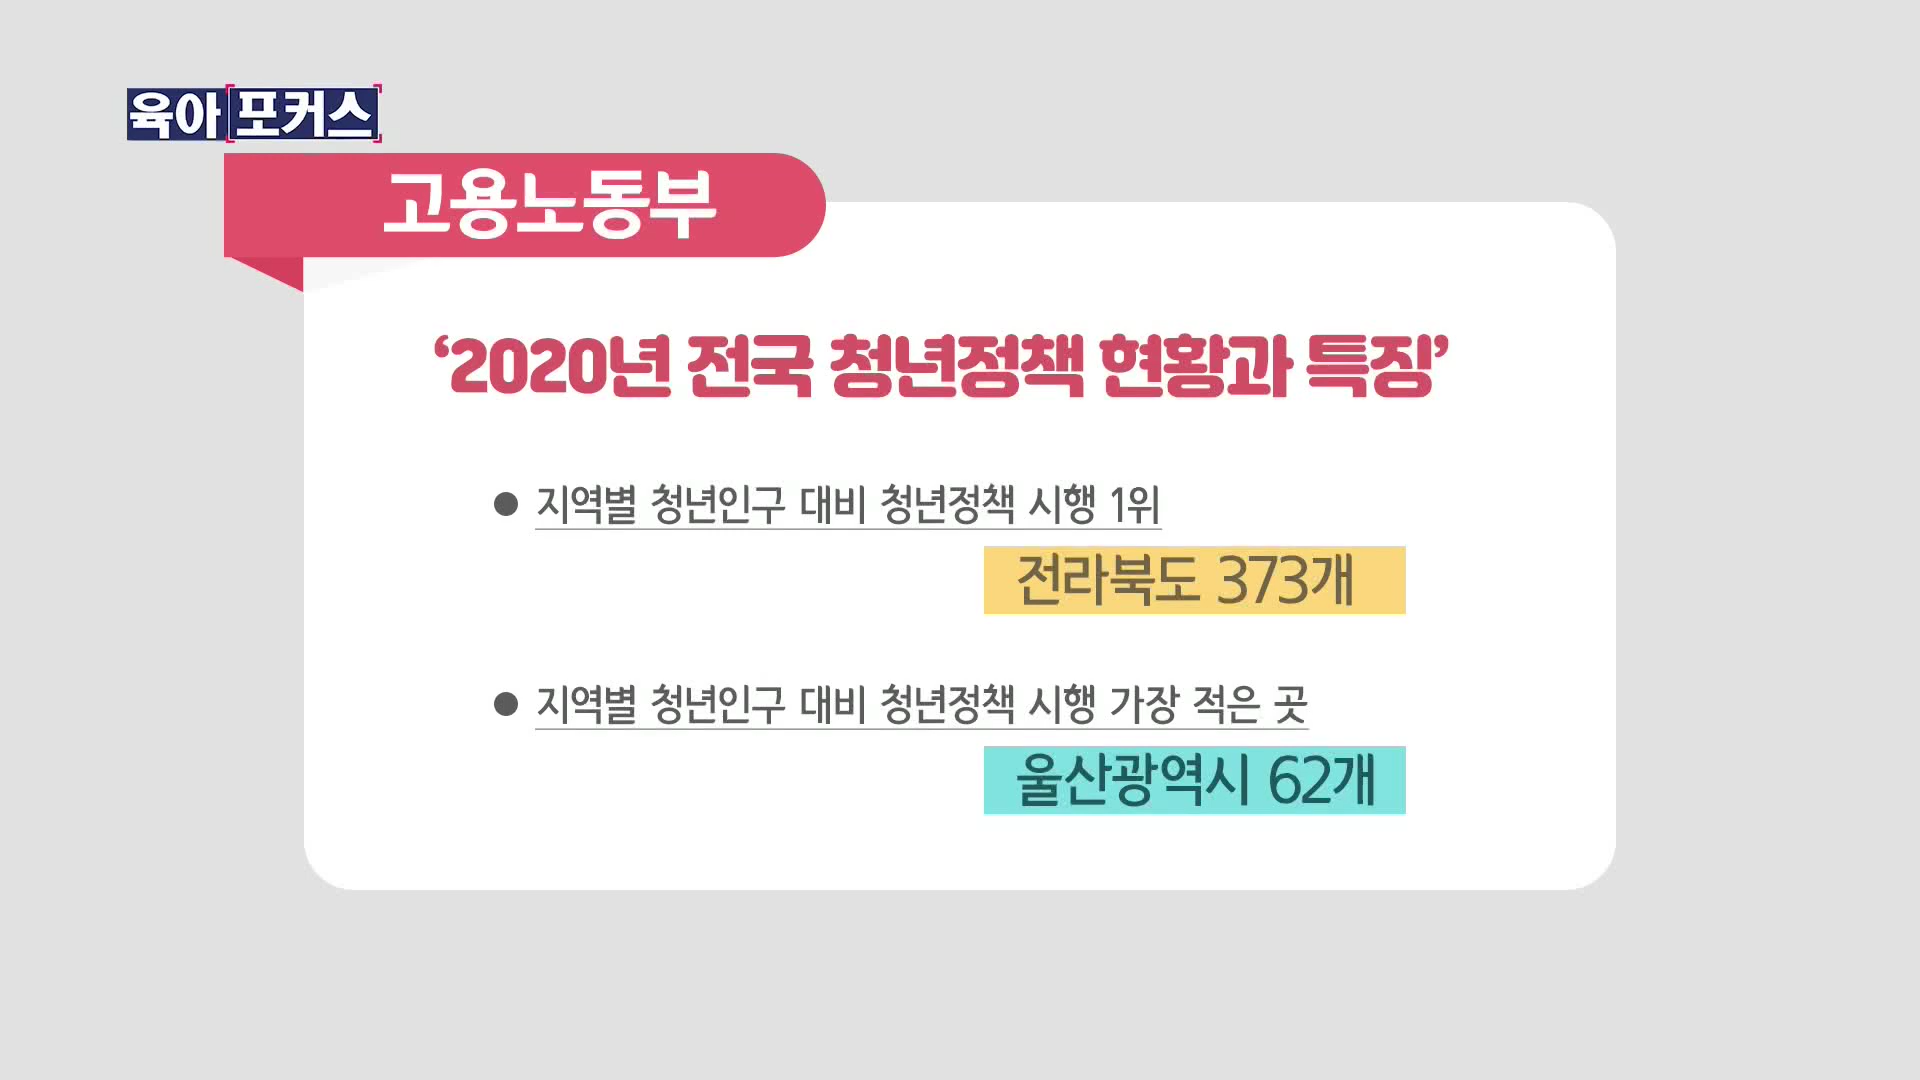 육아포커스
고용노동부
‘2020년 전국 청년정책 현황과 특징’
● 지역별 청년인구 대비 청년정책 시행 1위
전라북도 373개
● 지역별 청년인구 대비 청년정책 시행 가장 적은 곳
울산광역시 62개